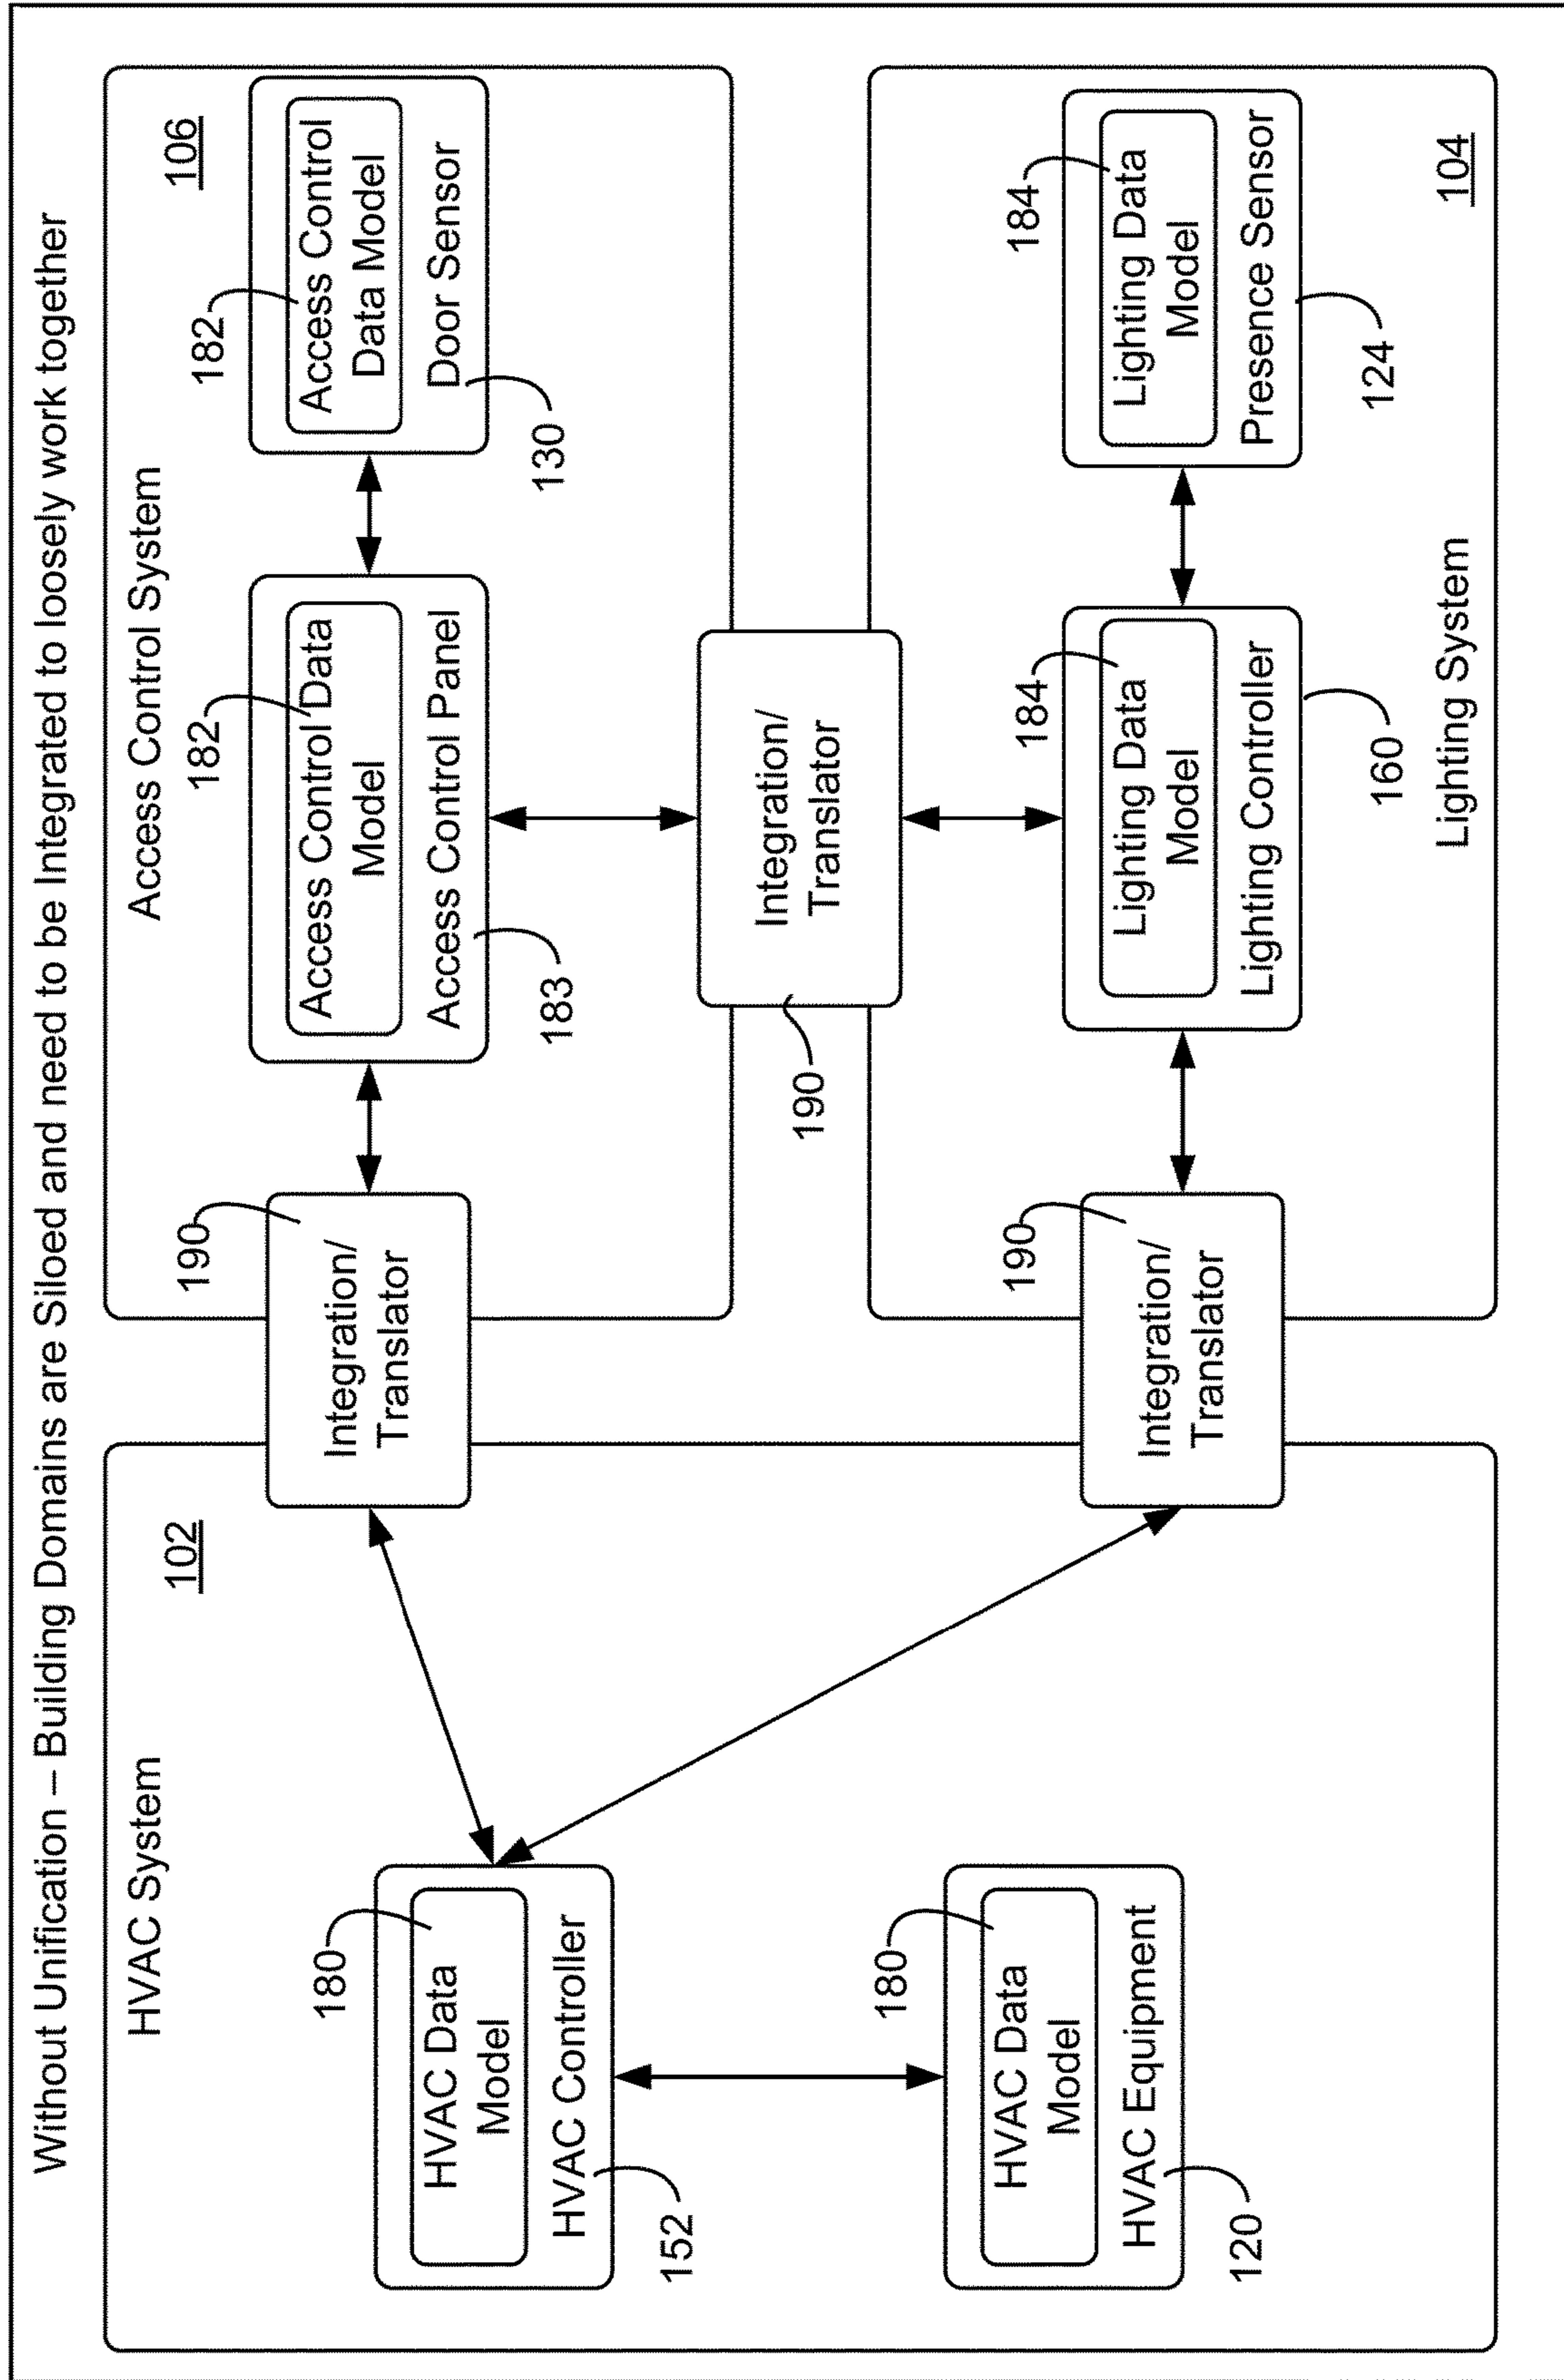 Without Unification – Building Domains are Siloed and need to be Integrated to loosely work together
HVAC System
102
180
HVAC Data
Model
HVAC Controller
152
180
HVAC Data
Model
HVAC Equipment
120
190
Integration/
Translator
190
Integration/
Translator
Access Control System
106
182
Access Control Data
Model
Access Control Panel
183
182
Access Control
Data Model
Door Sensor
130
Integration/
Translator
190
184
Lighting Data
Model
Lighting Controller
160
184
Lighting Data
Model
Presence Sensor
124
Lighting System
104